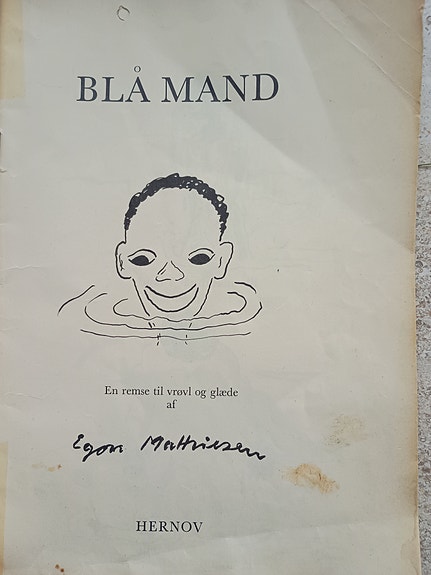 BLÅ MAND
En remse til vrøvl og glæde
af
Egon Mathiesen
HERNOV